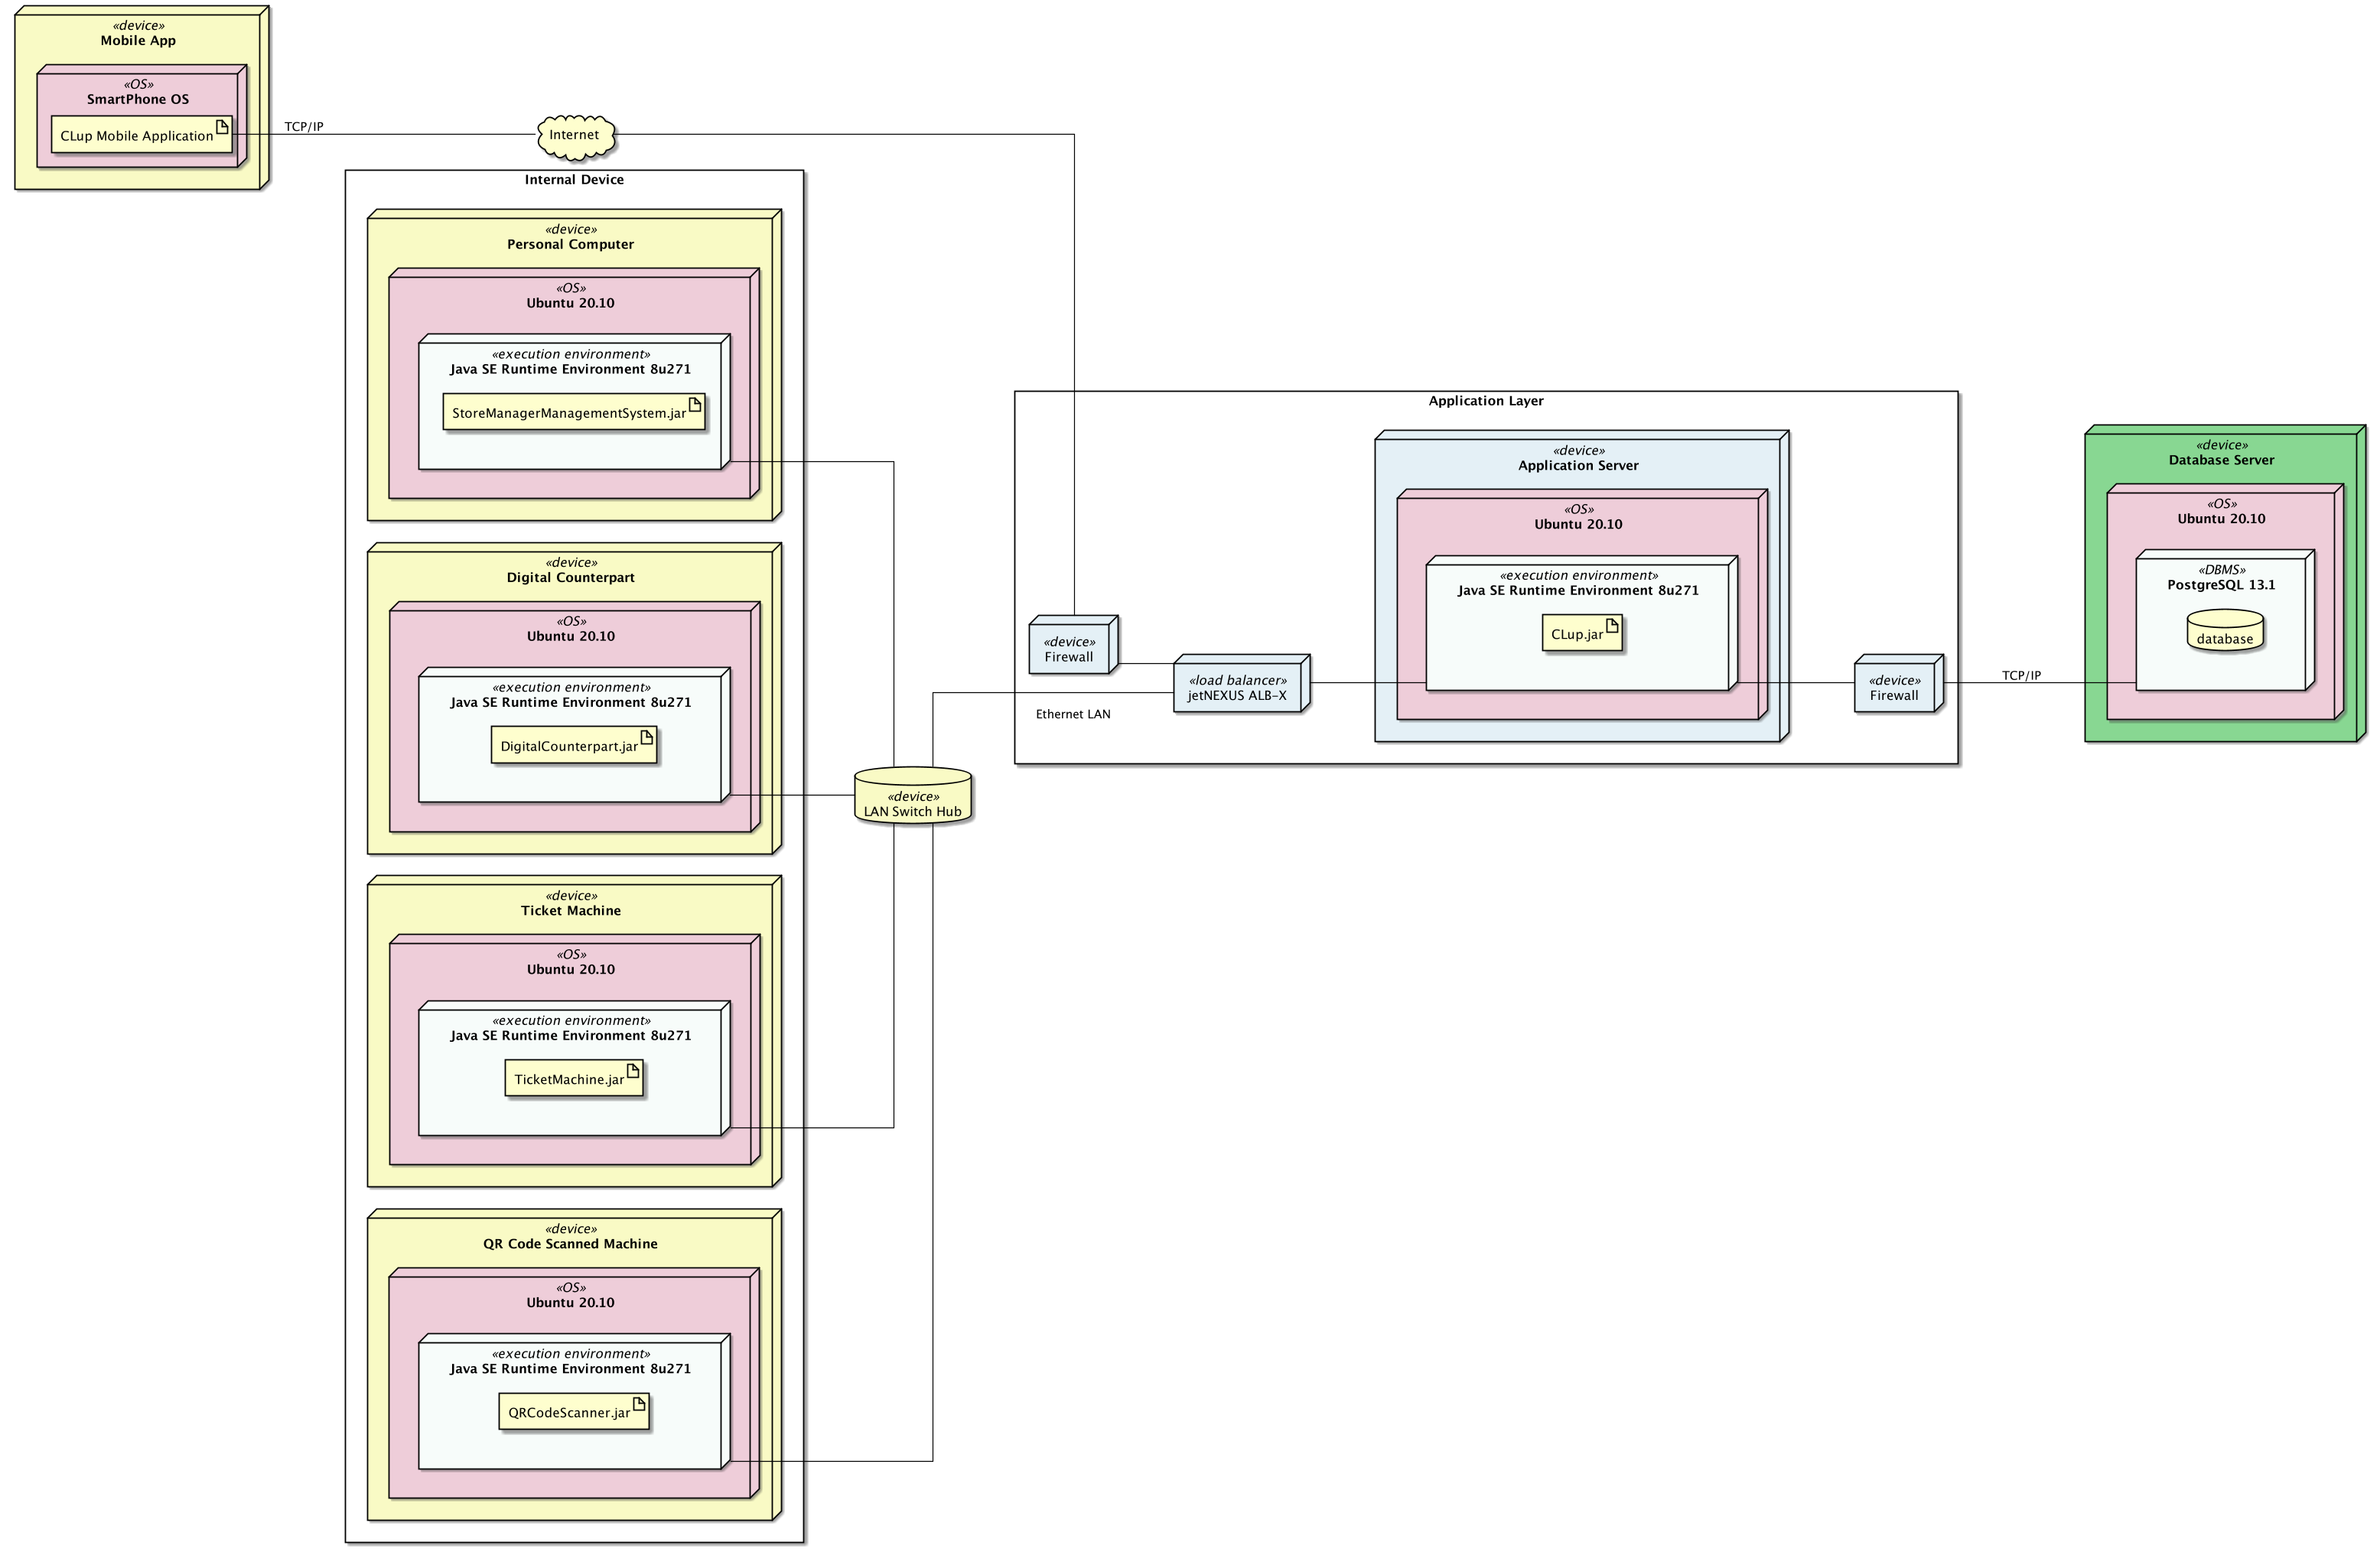 «device»
Mobile App
«OS»
SmartPhone OS
CLup Mobile Application
TCP/IP
Internet
Internal Device
«device»
Personal Computer
«OS»
Ubuntu 20.10
«execution environment»
Java SE Runtime Environment 8u271
StoreManagerManagementSystem.jar
«device»
Digital Counterpart
«OS»
Ubuntu 20.10
«execution environment»
Java SE Runtime Environment 8u271
DigitalCounterpart.jar
«device»
Ticket Machine
«OS»
Ubuntu 20.10
«execution environment»
Java SE Runtime Environment 8u271
TicketMachine.jar
«device»
QR Code Scanned Machine
«OS»
Ubuntu 20.10
«execution environment»
Java SE Runtime Environment 8u271
QRCodeScanner.jar
«device»
LAN Switch Hub
Application Layer
«device»
Firewall
Ethernet LAN
«load balancer»
jetNEXUS ALB-X
«device»
Application Server
«OS»
Ubuntu 20.10
«execution environment»
Java SE Runtime Environment 8u271
CLup.jar
«device»
Firewall
TCP/IP
«device»
Database Server
«OS»
Ubuntu 20.10
«DBMS»
PostgreSQL 13.1
database